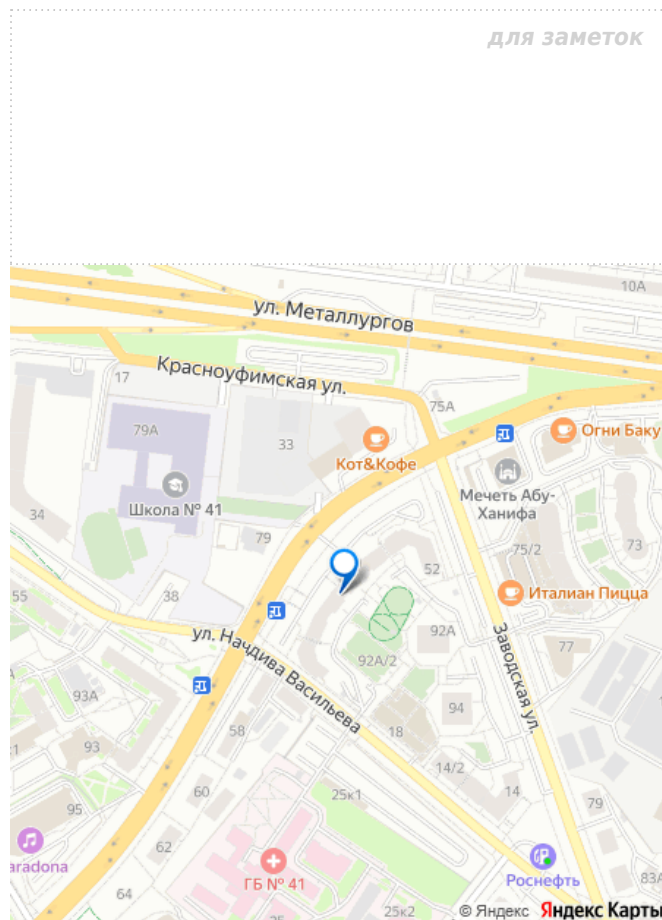 для заметок
10А
ул. Металлургов
Красноуфимская ул.
17
75А
79А
33
Огни Баку
Кот&Кофе
Мечеть Абу-
Ханифа
Школа № 41
34
79
75/2
73
52
55
38
Италиан Пицца
92А
ул. Начдива Васильева
Заводская ул.
77
92А/2
93А
94
1
93
58
18
14/2
25к1
14
60
95
79
62
aradona
ГБ № 41
Роснефть
83А
64
25
25к2
© Яндекс Яндекс Карты